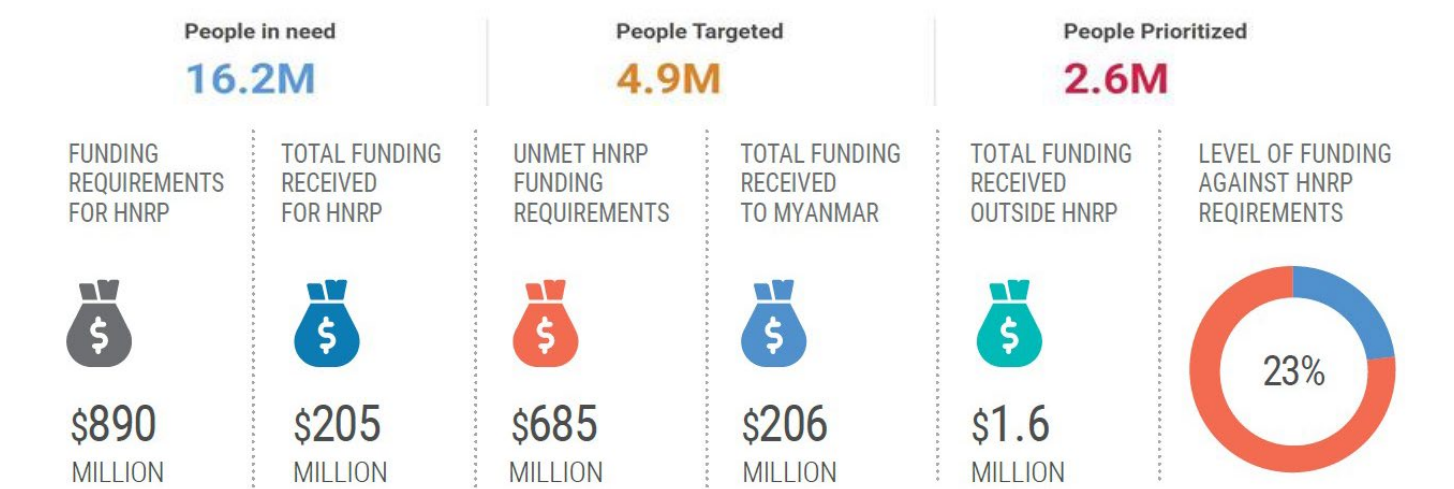 People in need
16.2M
People Targeted
4.9M
People Prioritized
2.6M
FUNDING
REQUIREMENTS
FOR HNRP
$890
MILLION
TOTAL FUNDING
RECEIVED
FOR HNRP
$205
MILLION
UNMET HNRP
FUNDING
REQUIREMENTS
$685
MILLION
TOTAL FUNDING
RECEIVED
TO MYANMAR
$206
MILLION
TOTAL FUNDING
RECEIVED
OUTSIDE HNRP
$1.6
MILLION
LEVEL OF FUNDING
AGAINST HNRP
REQIREMENTS
23%